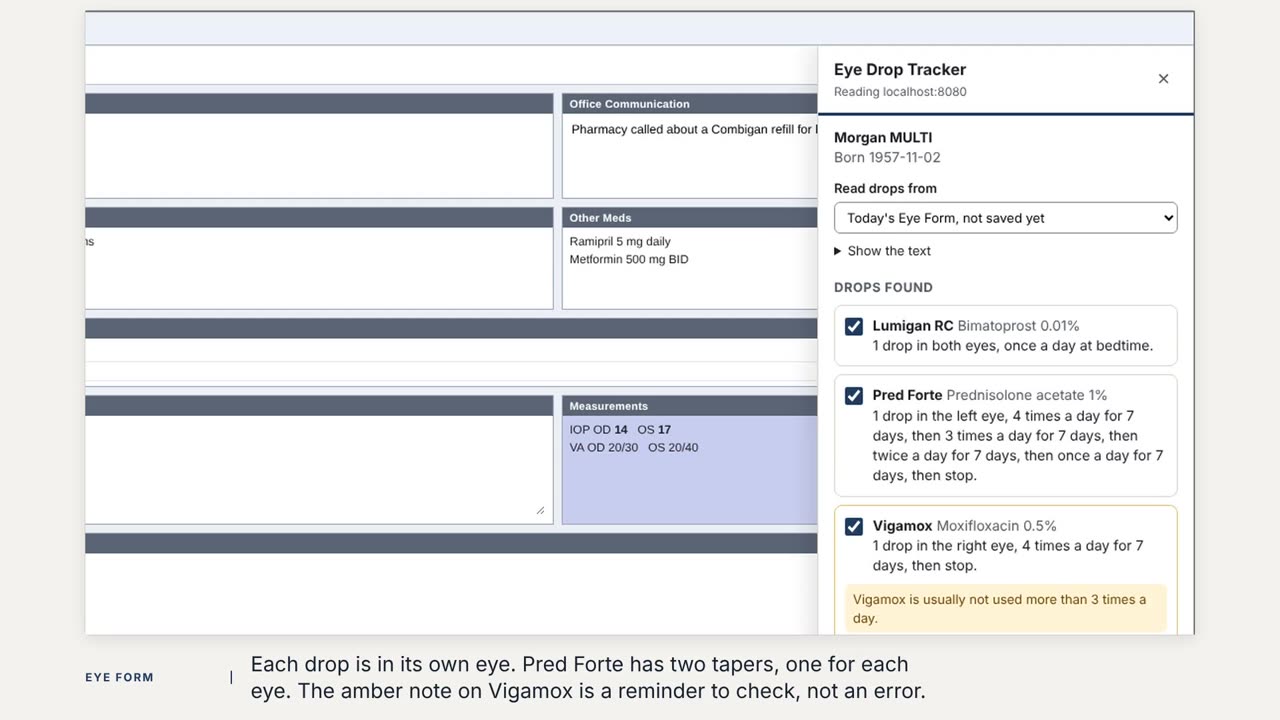 Eye Drop Tracker
Reading localhost:8080
Office Communication
Pharmacy called about a Combigan refill for
Morgan MULTI
Born 1957-11-02
Read drops from
Today's Eye Form, not saved yet
Show the text
Other Meds
Ramipril 5 mg daily
Metformin 500 mg BID
DROPS FOUND
Lumigan RC Bimatoprost 0.01%
1 drop in both eyes, once a day at bedtime.
Pred Forte Prednisolone acetate 1%
1 drop in the left eye, 4 times a day for 7
days, then 3 times a day for 7 days, then
twice a day for 7 days, then once a day for 7
days, then stop.
Measurements
IOP OD 14 OS 17
VA OD 20/30 OS 20/40
Vigamox Moxifloxacin 0.5%
1 drop in the right eye, 4 times a day for 7
days, then stop.
Vigamox is usually not used more than 3 times a
day.
EYE FORM
Each drop is in its own eye. Pred Forte has two tapers, one for each
eye. The amber note on Vigamox is a reminder to check, not an error.